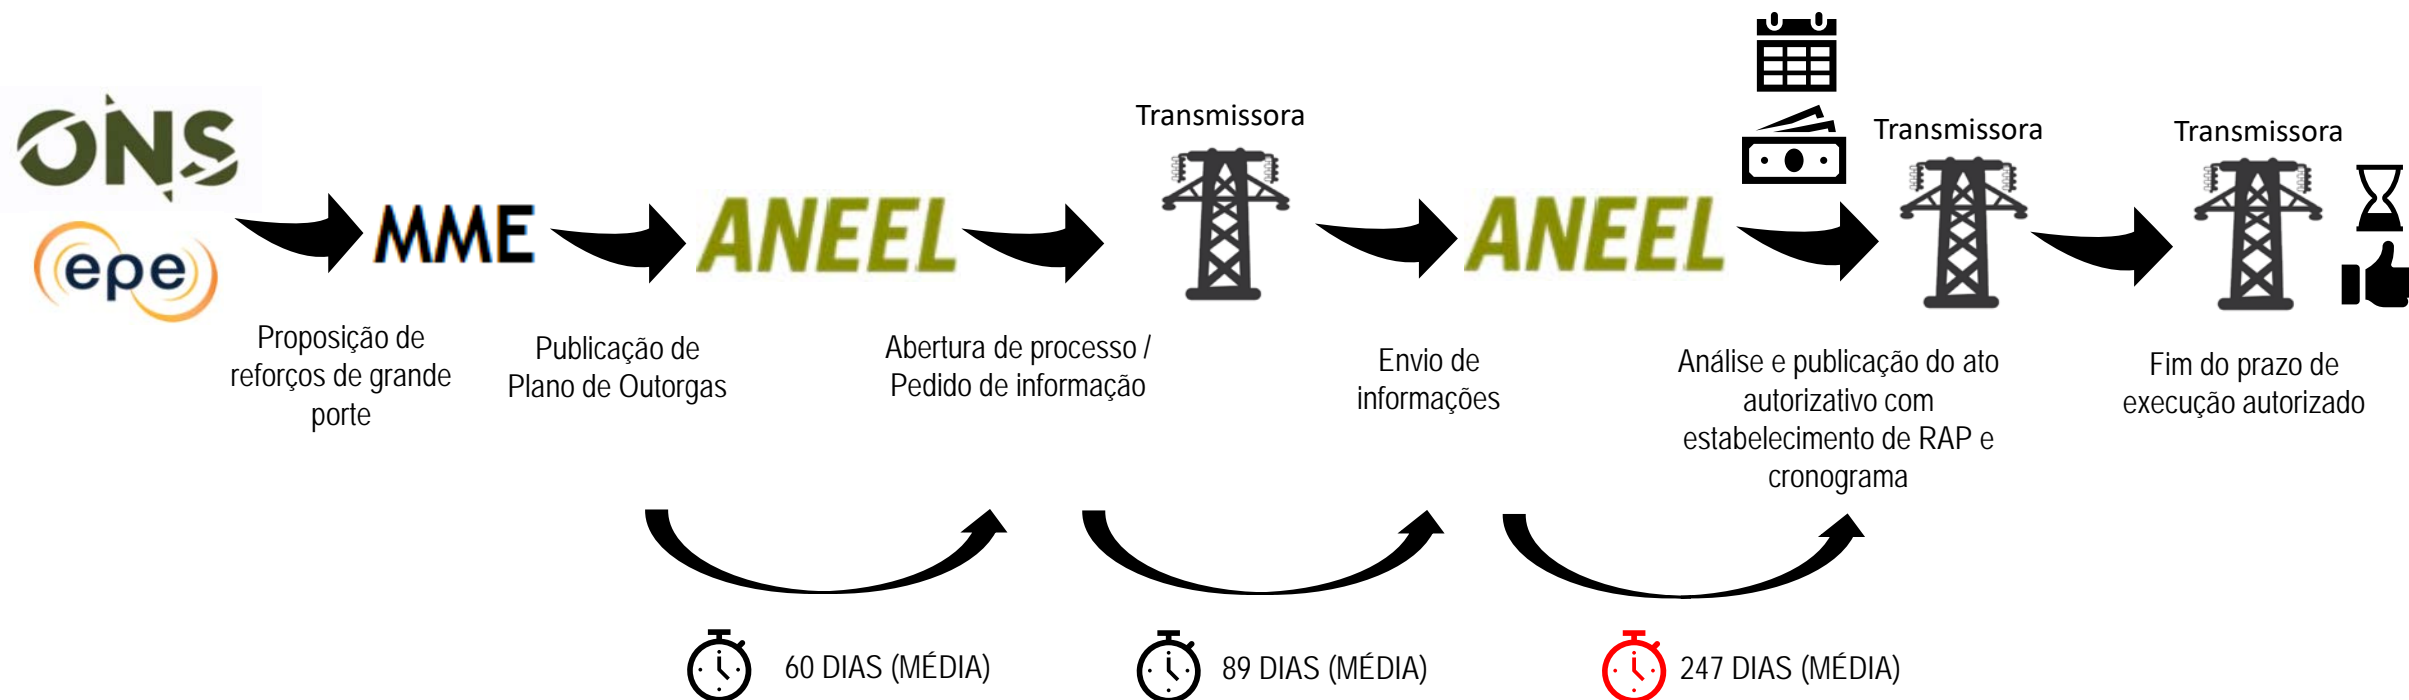 Transmissora
Transmissora
Transmissora
ONS
epe
MME
ANEEL
ANEEL
Proposição de
reforços de grande
porte
Publicação de
Plano de Outorgas
Abertura de processo /
Pedido de informação
Envio de
informações
Análise e publicação do ato
autorizativo com
estabelecimento de RAP e
cronograma
Fim do prazo de
execução autorizado
60 DIAS (MÉDIA)
89 DIAS (MÉDIA)
247 DIAS (MÉDIA)